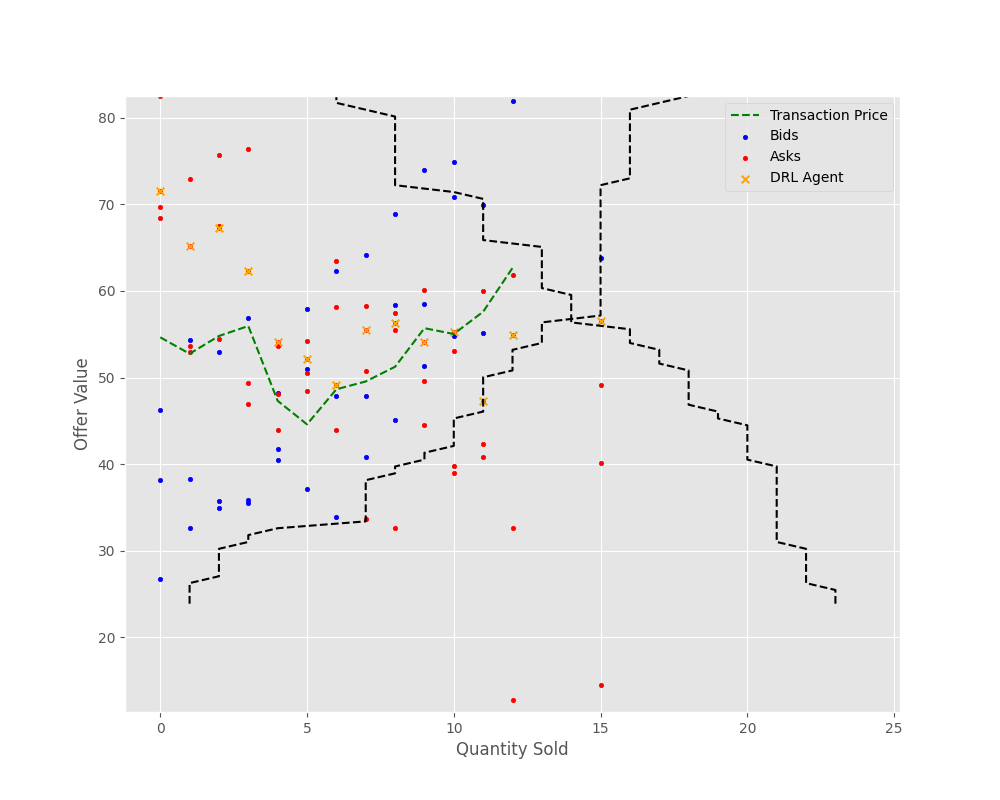 Transaction Price
Bids
Asks
DRL Agent
80
70
60
50
40
30
20
Offer Value
0 5 10 15 20 25
Quantity Sold